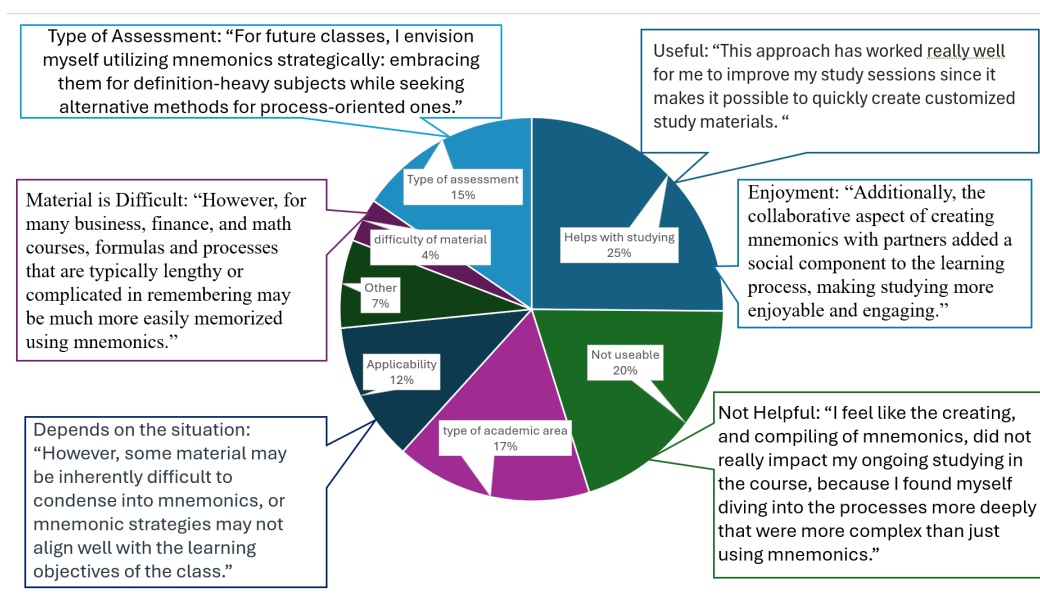 Type of Assessment: “For future classes, I envision
myself utilizing mnemonics strategically: embracing
them for definition-heavy subjects while seeking
alternative methods for process-oriented ones.”
Useful: “This approach has worked really well
for me to improve my study sessions since it
makes it possible to quickly create customized
study materials. “
Material is Difficult: “However, for
many business, finance, and math
courses, formulas and processes
that are typically lengthy or
complicated in remembering may
be much more easily memorized
using mnemonics.”
Enjoyment: “Additionally, the
collaborative aspect of creating
mnemonics with partners added a
social component to the learning
process, making studying more
enjoyable and engaging.”
Type of assessment
15%
difficulty of material
4%
Helps with studying
25%
Other
7%
Not useable
20%
Applicability
12%
type of academic area
17%
Depends on the situation:
“However, some material may
be inherently difficult to
condense into mnemonics, or
mnemonic strategies may not
align well with the learning
objectives of the class.”
Not Helpful: “I feel like the creating,
and compiling of mnemonics, did not
really impact my ongoing studying in
the course, because I found myself
diving into the processes more deeply
that were more complex than just
using mnemonics.”